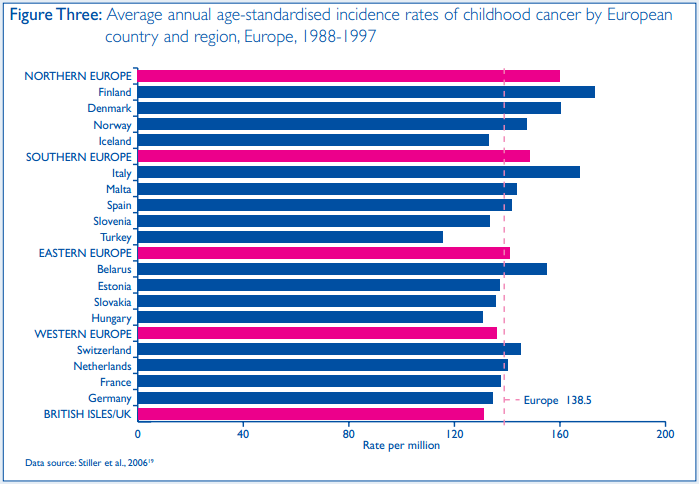 Figure Three: Average annual age-standardised incidence rates of childhood cancer by European
country and region, Europe, 1988-1997
NORTHERN EUROPE
Finland
Denmark
Norway
Iceland
SOUTHERN EUROPE
Italy
Malta
Spain
Slovenia
Turkey
EASTERN EUROPE
Belarus
Estonia
Slovakia
Hungary
WESTERN EUROPE
Switzerland
Netherlands
France
Germany
Europe 138.5
BRITISH ISLES/UK
0 40 80 120 160 200
Rate per million
Data source: Stiller et al., 2006¹⁹